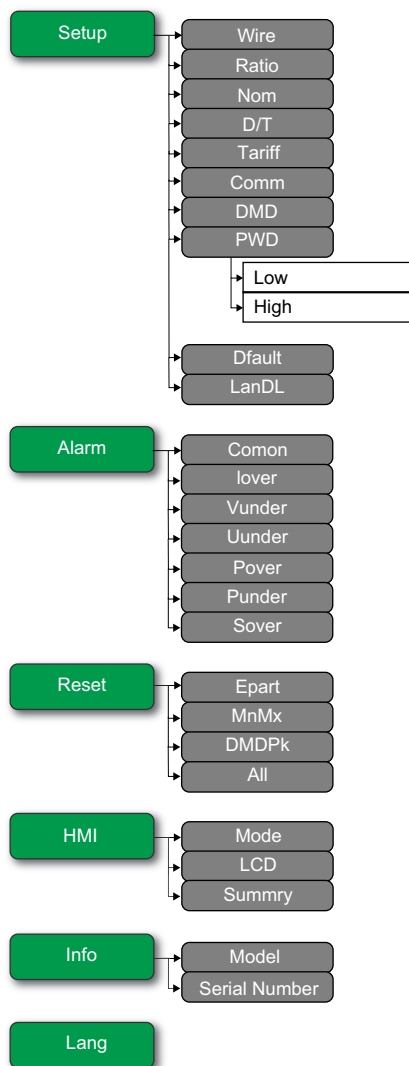 Setup
Wire
Ratio
Nom
D/T
Tariff
Comm
DMD
PWD
Low
High
Dfault
LanDL
Alarm
Comon
Iover
Vunder
Uunder
Pover
Punder
Sover
Reset
Epart
MnMx
DMDPk
All
HMI
Mode
LCD
Summry
Info
Model
Serial Number
Lang